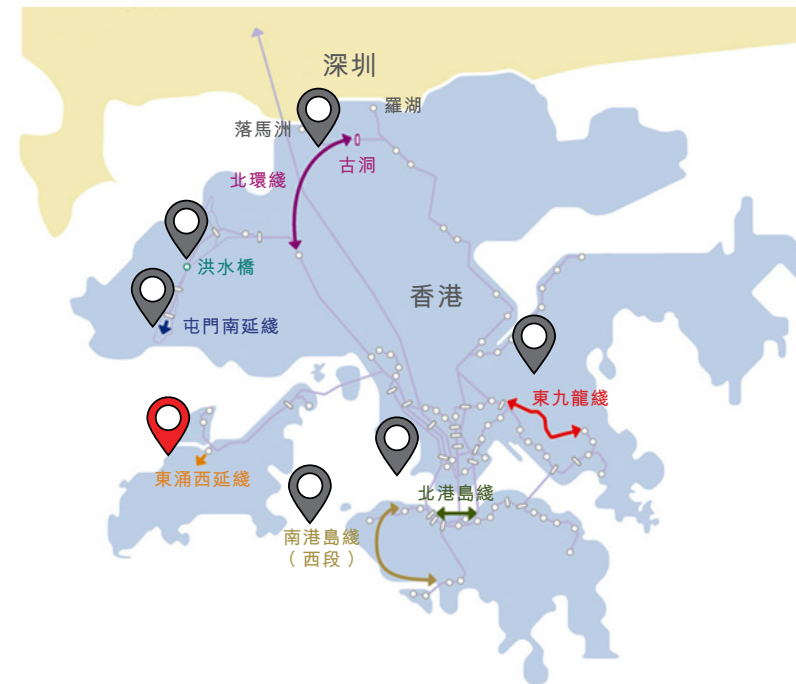 深圳
羅湖
落馬洲
古洞
北環綫
洪水橋
香港
屯門南延綫
東九龍綫
東涌西延綫
北港島綫
南港島綫
（西段）